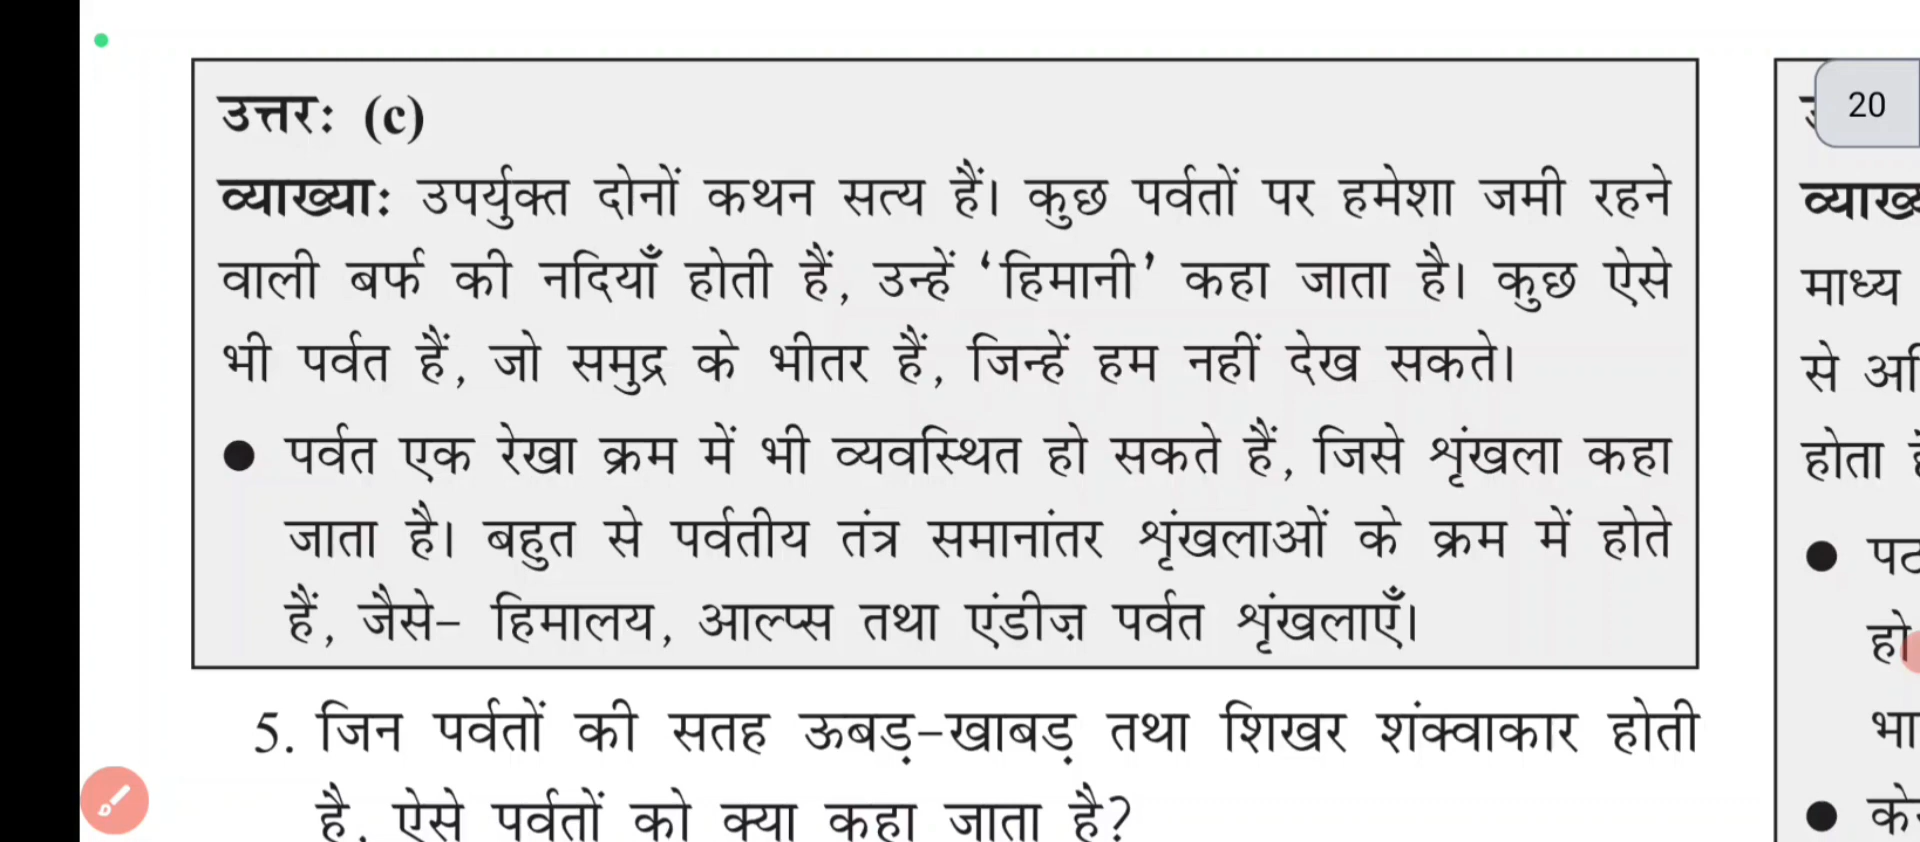 उत्तरः (c)
व्याख्याः उपर्युक्त दोनों कथन सत्य हैं। कुछ पर्वतों पर हमेशा जमी रहने
वाली बर्फ की नदियाँ होती हैं, उन्हें ‘हिमानी’ कहा जाता है। कुछ ऐसे
भी पर्वत हैं, जो समुद्र के भीतर हैं, जिन्हें हम नहीं देख सकते।
● पर्वत एक रेखा क्रम में भी व्यवस्थित हो सकते हैं, जिसे शृंखला कहा
जाता है। बहुत से पर्वतीय तंत्र समानांतर शृंखलाओं के क्रम में होते
हैं, जैसे– हिमालय, आल्प्स तथा एंडीज़ पर्वत शृंखलाएँ।
5. जिन पर्वतों की सतह ऊबड़-खाबड़ तथा शिखर शंक्वाकार होती
है, ऐसे पर्वतों को क्या कहा जाता है?
20
माध्य
से
होता